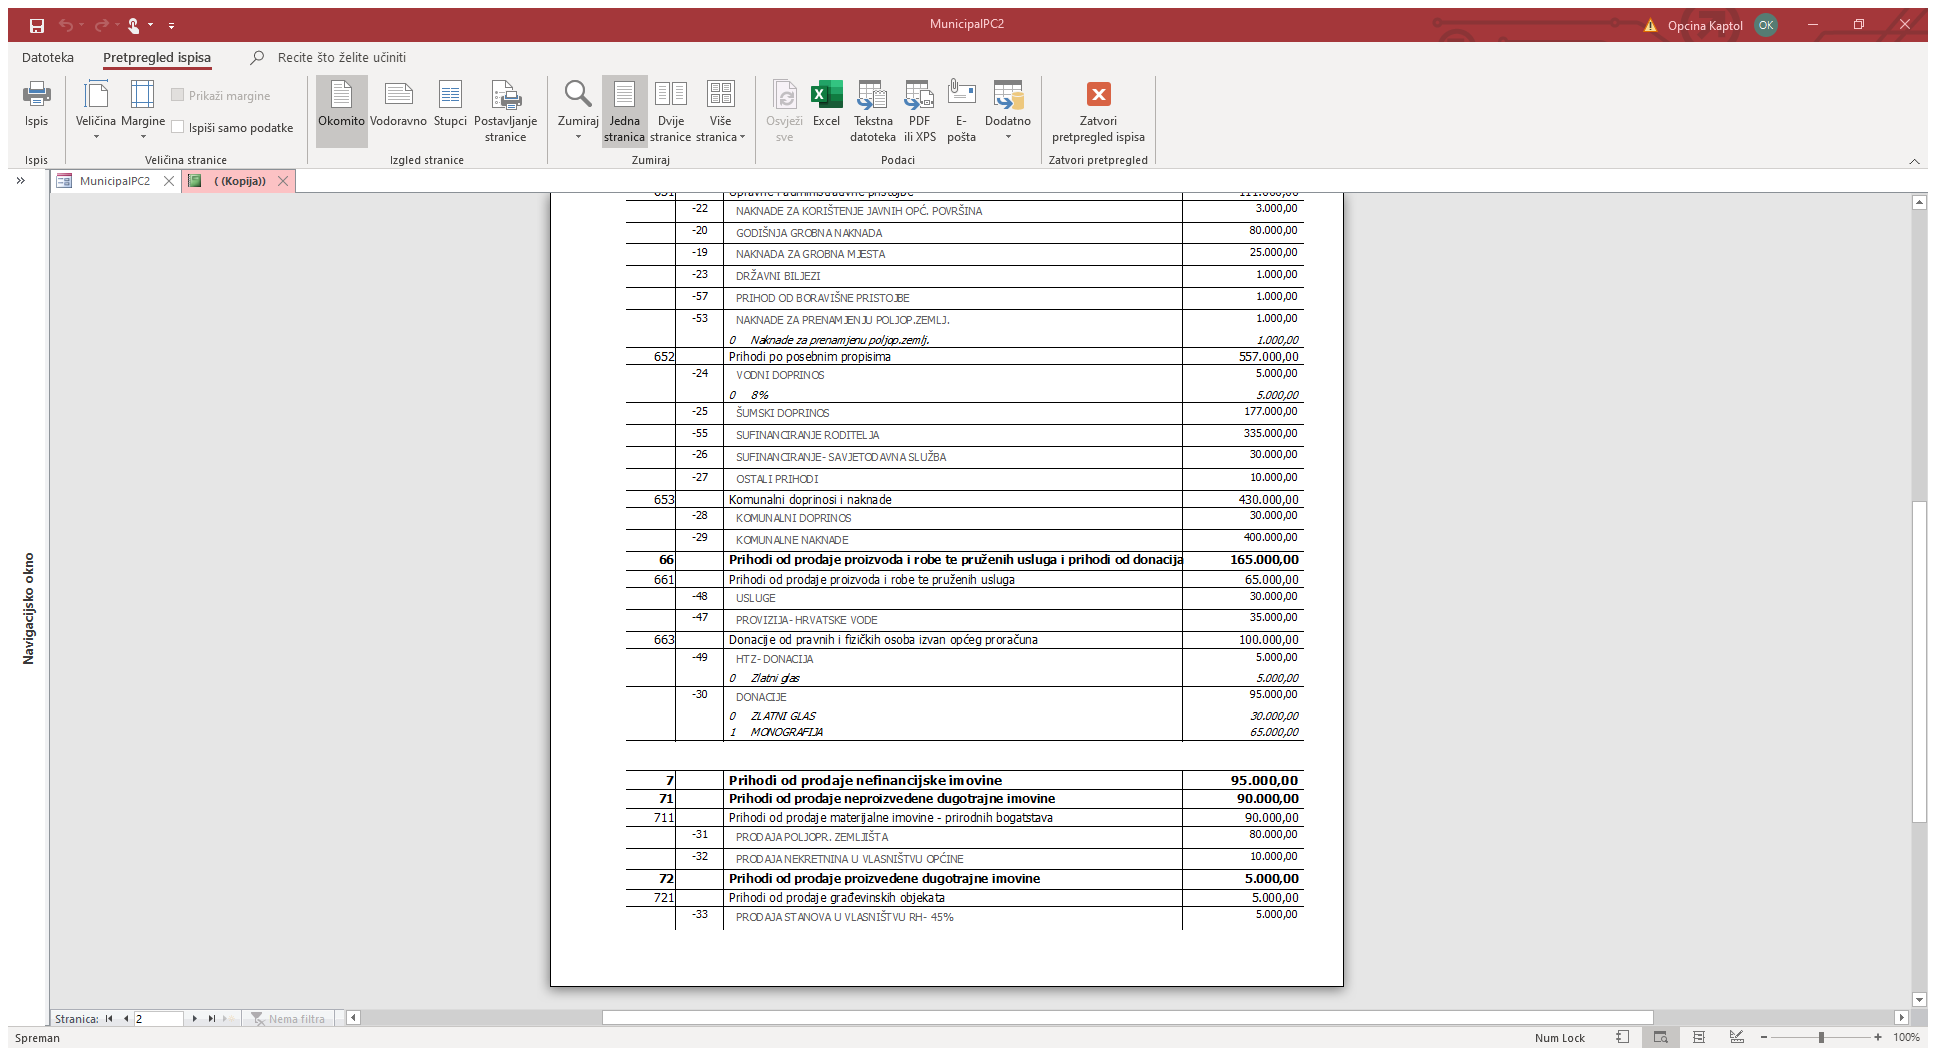 MunicipalPC2
Opcina Kaptol OK
Datoteka Pretpregled ispisa Recite što želite učiniti
Ispis
Veličina
Margine
Prikaži margine
Ispiši samo podatke
Okomito
Vodoravno
Stupci
Postavljanje stranice
Zumiraj
Jedna stranica
Dvije stranice
Više stranica
Osvježi sve
Excel
Tekstna datoteka
PDF ili XPS
E-pošta
Dodatno
Zatvori pretpregled ispisa
Ispis Veličina stranice Izgled stranice Zumiraj Podaci Zatvori pretpregled
MunicipalPC2 ( (Kopija))
Navigacijsko okno
651 Upravne i administrativne pristojbe 111.000,00
-22 NAKNADE ZA KORIŠTENJE JAVNIH OPĆ. POVRŠINA 3.000,00
-20 GODIŠNJA GROBNA NAKNADA 80.000,00
-19 NAKNADA ZA GROBNA MJESTA 25.000,00
-23 DRŽAVNI BILJEZI 1.000,00
-57 PRIHOD OD BORAVIŠNE PRISTOJBE 1.000,00
-53 NAKNADE ZA PRENAMJENJU POLJOP.ZEMLJ. 1.000,00
0 Naknade za prenamjenu poljop.zemlj. 1.000,00
652 Prihodi po posebnim propisima 557.000,00
-24 VODNI DOPRINOS 5.000,00
0 8% 5.000,00
-25 ŠUMSKI DOPRINOS 177.000,00
-55 SUFINANCIRANJE RODITELJA 335.000,00
-26 SUFINANCIRANJE- SAVJETODAVNA SLUŽBA 30.000,00
-27 OSTALI PRIHODI 10.000,00
653 Komunalni doprinosi i naknade 430.000,00
-28 KOMUNALNI DOPRINOS 30.000,00
-29 KOMUNALNE NAKNADE 400.000,00
66 Prihodi od prodaje proizvoda i robe te pruženih usluga i prihodi od donacija 165.000,00
661 Prihodi od prodaje proizvoda i robe te pruženih usluga 65.000,00
-48 USLUGE 30.000,00
-47 PROVIZIJA- HRVATSKE VODE 35.000,00
663 Donacije od pravnih i fizičkih osoba izvan općeg proračuna 100.000,00
-49 HTZ- DONACIJA 5.000,00
0 Zlatni glas 5.000,00
-30 DONACIJE 95.000,00
0 ZLATNI GLAS 30.000,00
1 MONOGRAFIJA 65.000,00
7 Prihodi od prodaje nefinancijske imovine 95.000,00
71 Prihodi od prodaje neproizvedene dugotrajne imovine 90.000,00
711 Prihodi od prodaje materijalne imovine - prirodnih bogatstava 90.000,00
-31 PRODAJA POLJOPR. ZEMLJIŠTA 80.000,00
-32 PRODAJA NEKRETNINA U VLASNIŠTVU OPĆINE 10.000,00
72 Prihodi od prodaje proizvedene dugotrajne imovine 5.000,00
721 Prihodi od prodaje građevinskih objekata 5.000,00
-33 PRODAJA STANOVA U VLASNIŠTVU RH- 45% 5.000,00
Stranica: 2 Nema filtra
Spreman Num Lock 100%